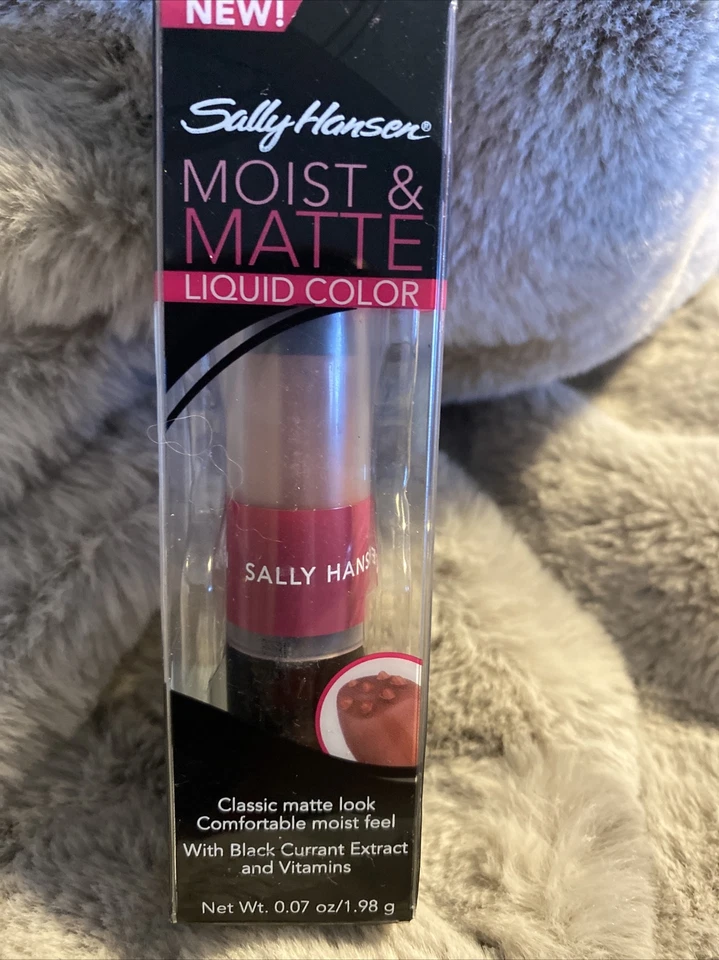 NEW!
Sally Hansen®
MOIST &
MATTE
LIQUID COLOR
SALLY HANS
Classic matte look
Comfortable moist feel
With Black Currant Extract
and Vitamins
Net Wt. 0.07 oz/1.98 g